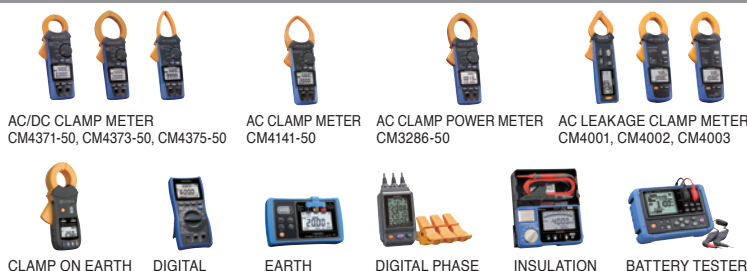 AC/DC CLAMP METER
CM4371-50, CM4373-50, CM4375-50
AC CLAMP METER
CM4141-50
AC CLAMP POWER METER
CM3286-50
AC LEAKAGE CLAMP METER
CM4001, CM4002, CM4003
CLAMP ON EARTH
DIGITAL
EARTH
DIGITAL PHASE
INSULATION
BATTERY TESTER